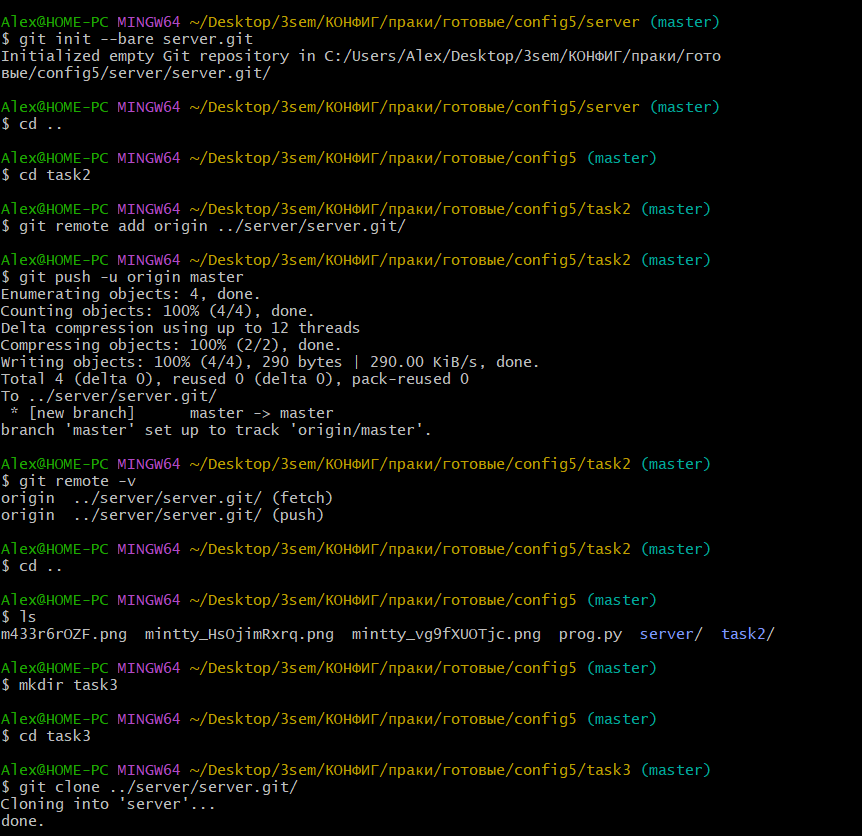 Alex@HOME-PC MINGW64 ~/Desktop/3sem/КОНФИГ/праки/готовые/config5/server (master)
$ git init --bare server.git
Initialized empty Git repository in C:/Users/Alex/Desktop/3sem/КОНФИГ/праки/гото
вые/config5/server/server.git/
Alex@HOME-PC MINGW64 ~/Desktop/3sem/КОНФИГ/праки/готовые/config5/server (master)
$ cd ..
Alex@HOME-PC MINGW64 ~/Desktop/3sem/КОНФИГ/праки/готовые/config5 (master)
$ cd task2
Alex@HOME-PC MINGW64 ~/Desktop/3sem/КОНФИГ/праки/готовые/config5/task2 (master)
$ git remote add origin ../server/server.git/
Alex@HOME-PC MINGW64 ~/Desktop/3sem/КОНФИГ/праки/готовые/config5/task2 (master)
$ git push -u origin master
Enumerating objects: 4, done.
Counting objects: 100% (4/4), done.
Delta compression using up to 12 threads
Compressing objects: 100% (2/2), done.
Writing objects: 100% (4/4), 290 bytes | 290.00 KiB/s, done.
Total 4 (delta 0), reused 0 (delta 0), pack-reused 0
To ../server/server.git/
 * [new branch]      master -> master
branch 'master' set up to track 'origin/master'.
Alex@HOME-PC MINGW64 ~/Desktop/3sem/КОНФИГ/праки/готовые/config5/task2 (master)
$ git remote -v
origin  ../server/server.git/ (fetch)
origin  ../server/server.git/ (push)
Alex@HOME-PC MINGW64 ~/Desktop/3sem/КОНФИГ/праки/готовые/config5/task2 (master)
$ cd ..
Alex@HOME-PC MINGW64 ~/Desktop/3sem/КОНФИГ/праки/готовые/config5 (master)
$ ls
m433r6rOZF.png  mintty_HsOjimRxrq.png  mintty_vg9fXUOTjc.png  prog.py  server/  task2/
Alex@HOME-PC MINGW64 ~/Desktop/3sem/КОНФИГ/праки/готовые/config5 (master)
$ mkdir task3
Alex@HOME-PC MINGW64 ~/Desktop/3sem/КОНФИГ/праки/готовые/config5 (master)
$ cd task3
Alex@HOME-PC MINGW64 ~/Desktop/3sem/КОНФИГ/праки/готовые/config5/task3 (master)
$ git clone ../server/server.git/
Cloning into 'server'...
done.